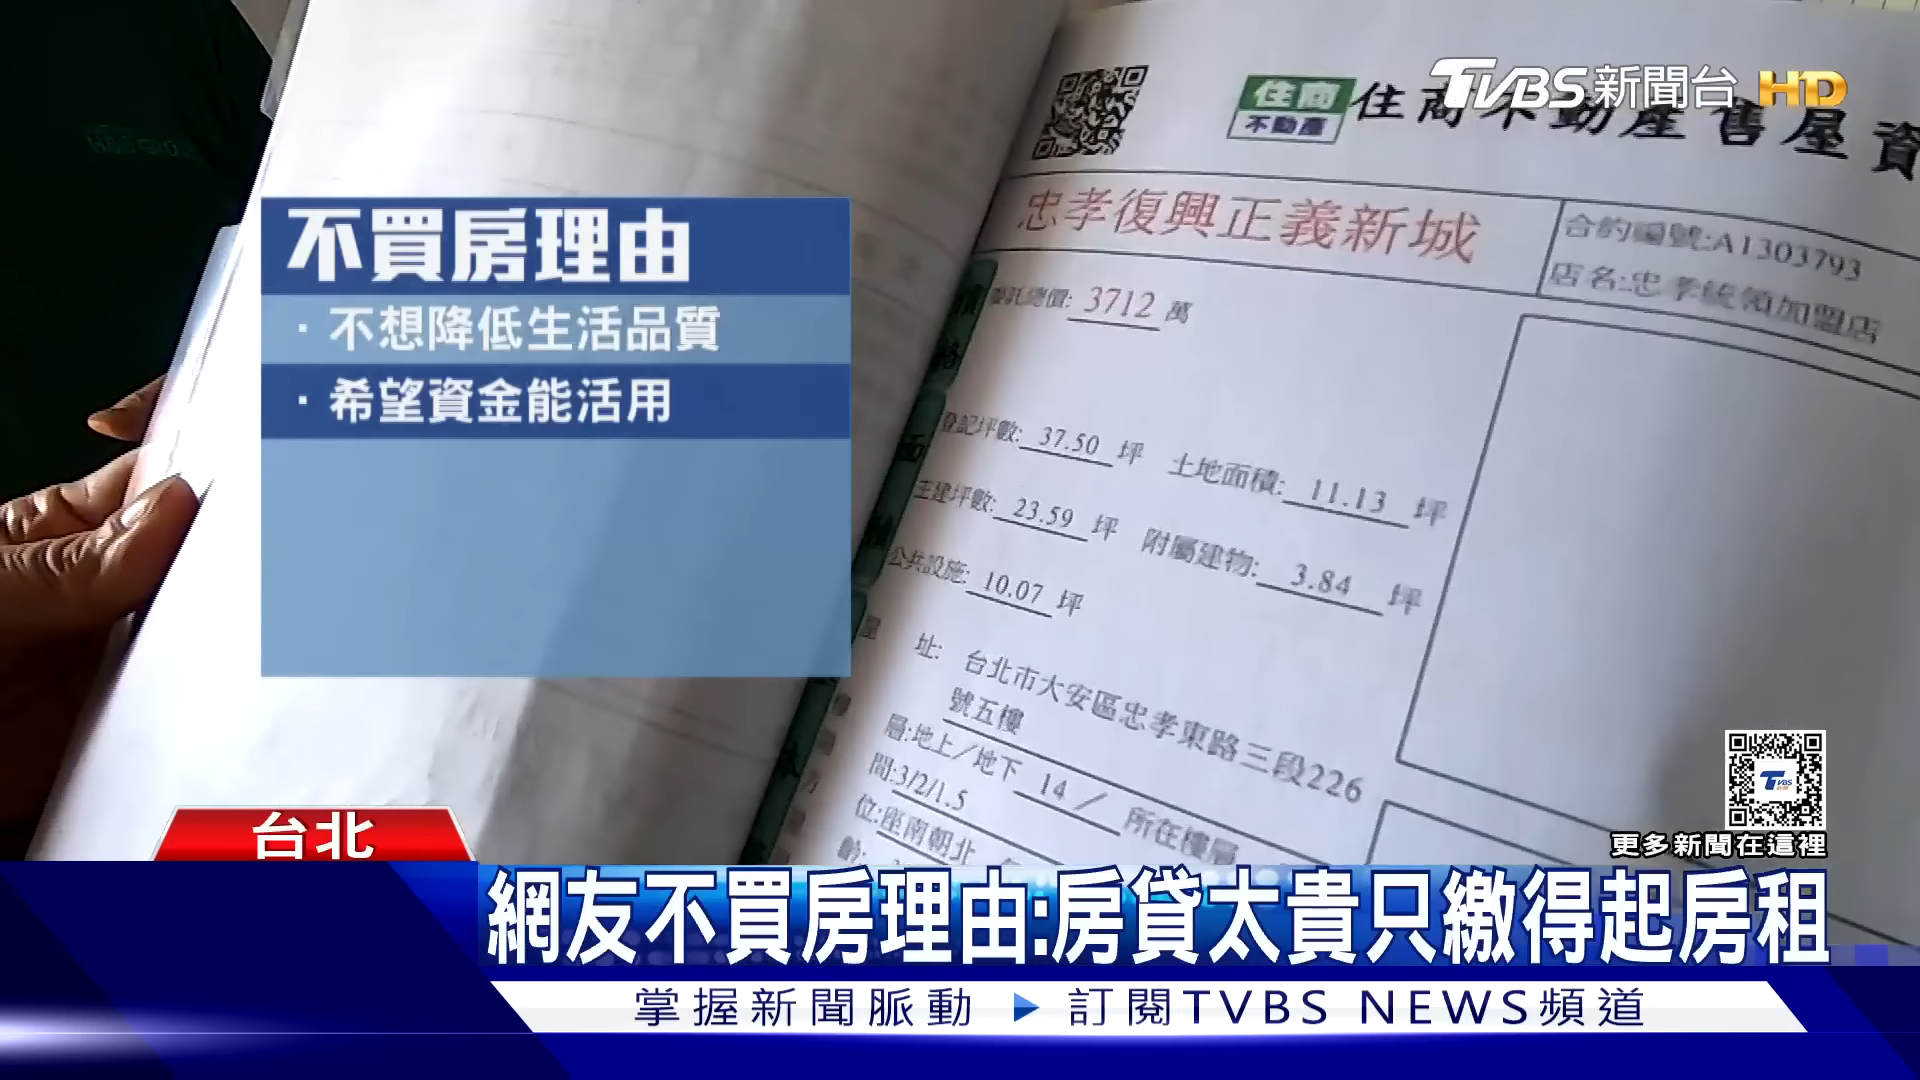 TVBS新聞台 HD
住商
不動產
住商不動產售屋資
忠孝復興正義新城
合約編號:A1303793
店名:忠孝統領加盟店
委託總價: 3712 萬
登記坪數: 37.50 坪 土地面積: 11.13 坪
主建坪數: 23.59 坪 附屬建物: 3.84 坪
公共設施: 10.07 坪
址: 台北市大安區忠孝東路三段226
號五樓
層:地上／地下 14 ／ 所在樓層
間:3/2/1.5
位:座南朝北
不買房理由
· 不想降低生活品質
· 希望資金能活用
TVBS
更多新聞在這裡
台北
網友不買房理由:房貸太貴只繳得起房租
掌握新聞脈動 ▶ 訂閱TVBS NEWS頻道